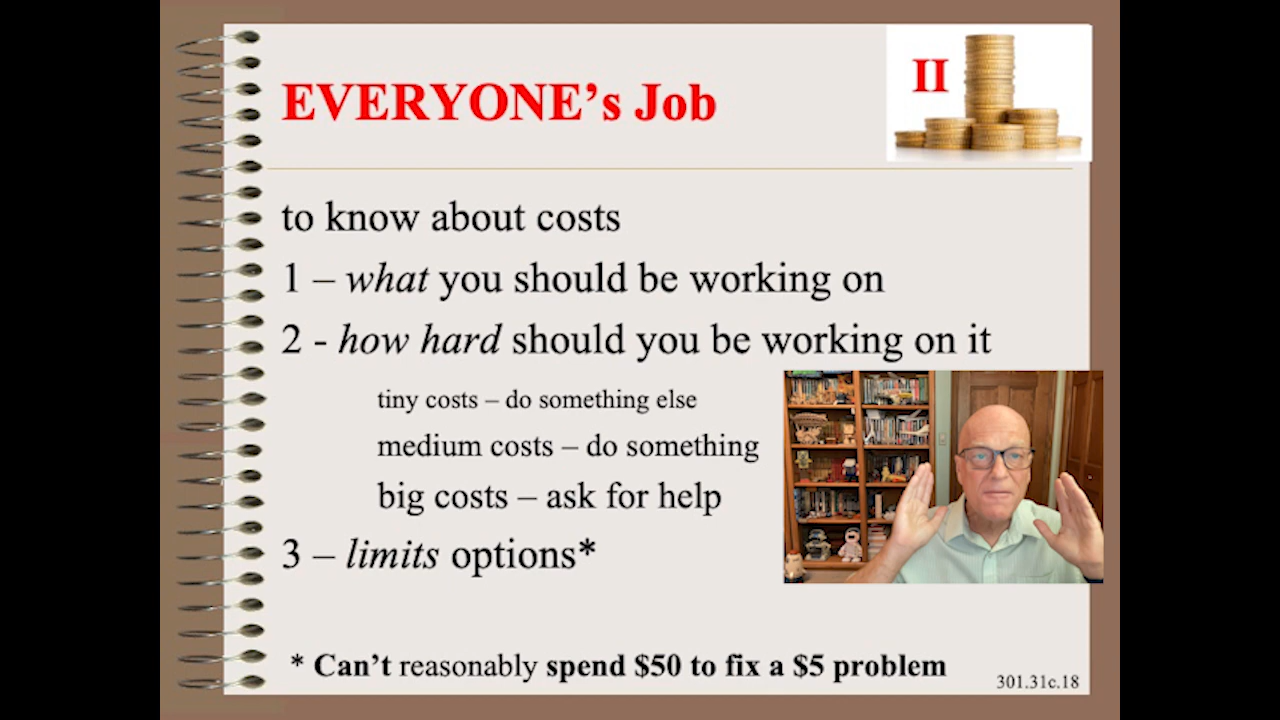 EVERYONE's Job
II
to know about costs
1 – what you should be working on
2 - how hard should you be working on it
tiny costs – do something else
medium costs – do something
big costs – ask for help
3 – limits options*
* Can't reasonably spend $50 to fix a $5 problem
301.31c.18